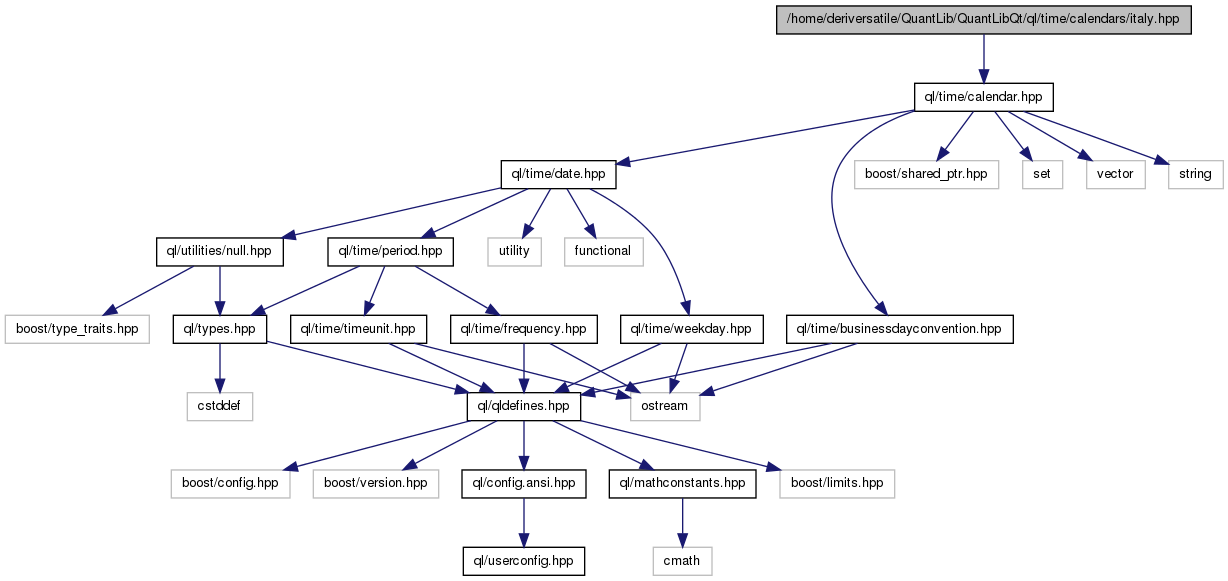 /home/deriversatile/QuantLib/QuantLibQt/ql/time/calendars/italy.hpp
ql/time/calendar.hpp
ql/time/date.hpp
boost/shared_ptr.hpp
set
vector
string
ql/utilities/null.hpp
ql/time/period.hpp
utility
functional
boost/type_traits.hpp
ql/types.hpp
ql/time/timeunit.hpp
ql/time/frequency.hpp
ql/time/weekday.hpp
ql/time/businessdayconvention.hpp
cstddef
ql/qldefines.hpp
ostream
boost/config.hpp
boost/version.hpp
ql/config.ansi.hpp
ql/mathconstants.hpp
boost/limits.hpp
ql/userconfig.hpp
cmath